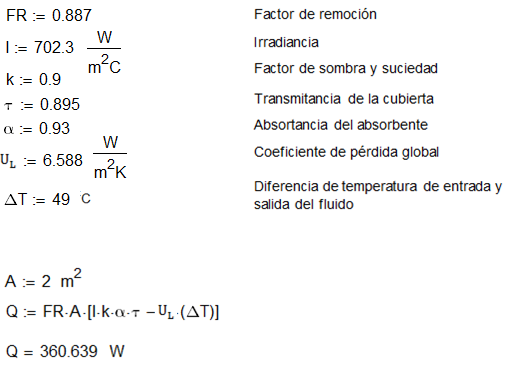 FR := 0.887 Factor de remoción
I := 702.3 W/m²C Irradiancia
k := 0.9 Factor de sombra y suciedad
τ := 0.895 Transmitancia de la cubierta
α := 0.93 Absortancia del absorbente
U_L := 6.588 W/m²K Coeficiente de pérdida global
ΔT := 49 C Diferencia de temperatura de entrada y
salida del fluido
A := 2 m²
Q := FR·A·[I·k·α·τ − U_L·(ΔT)]
Q = 360.639 W